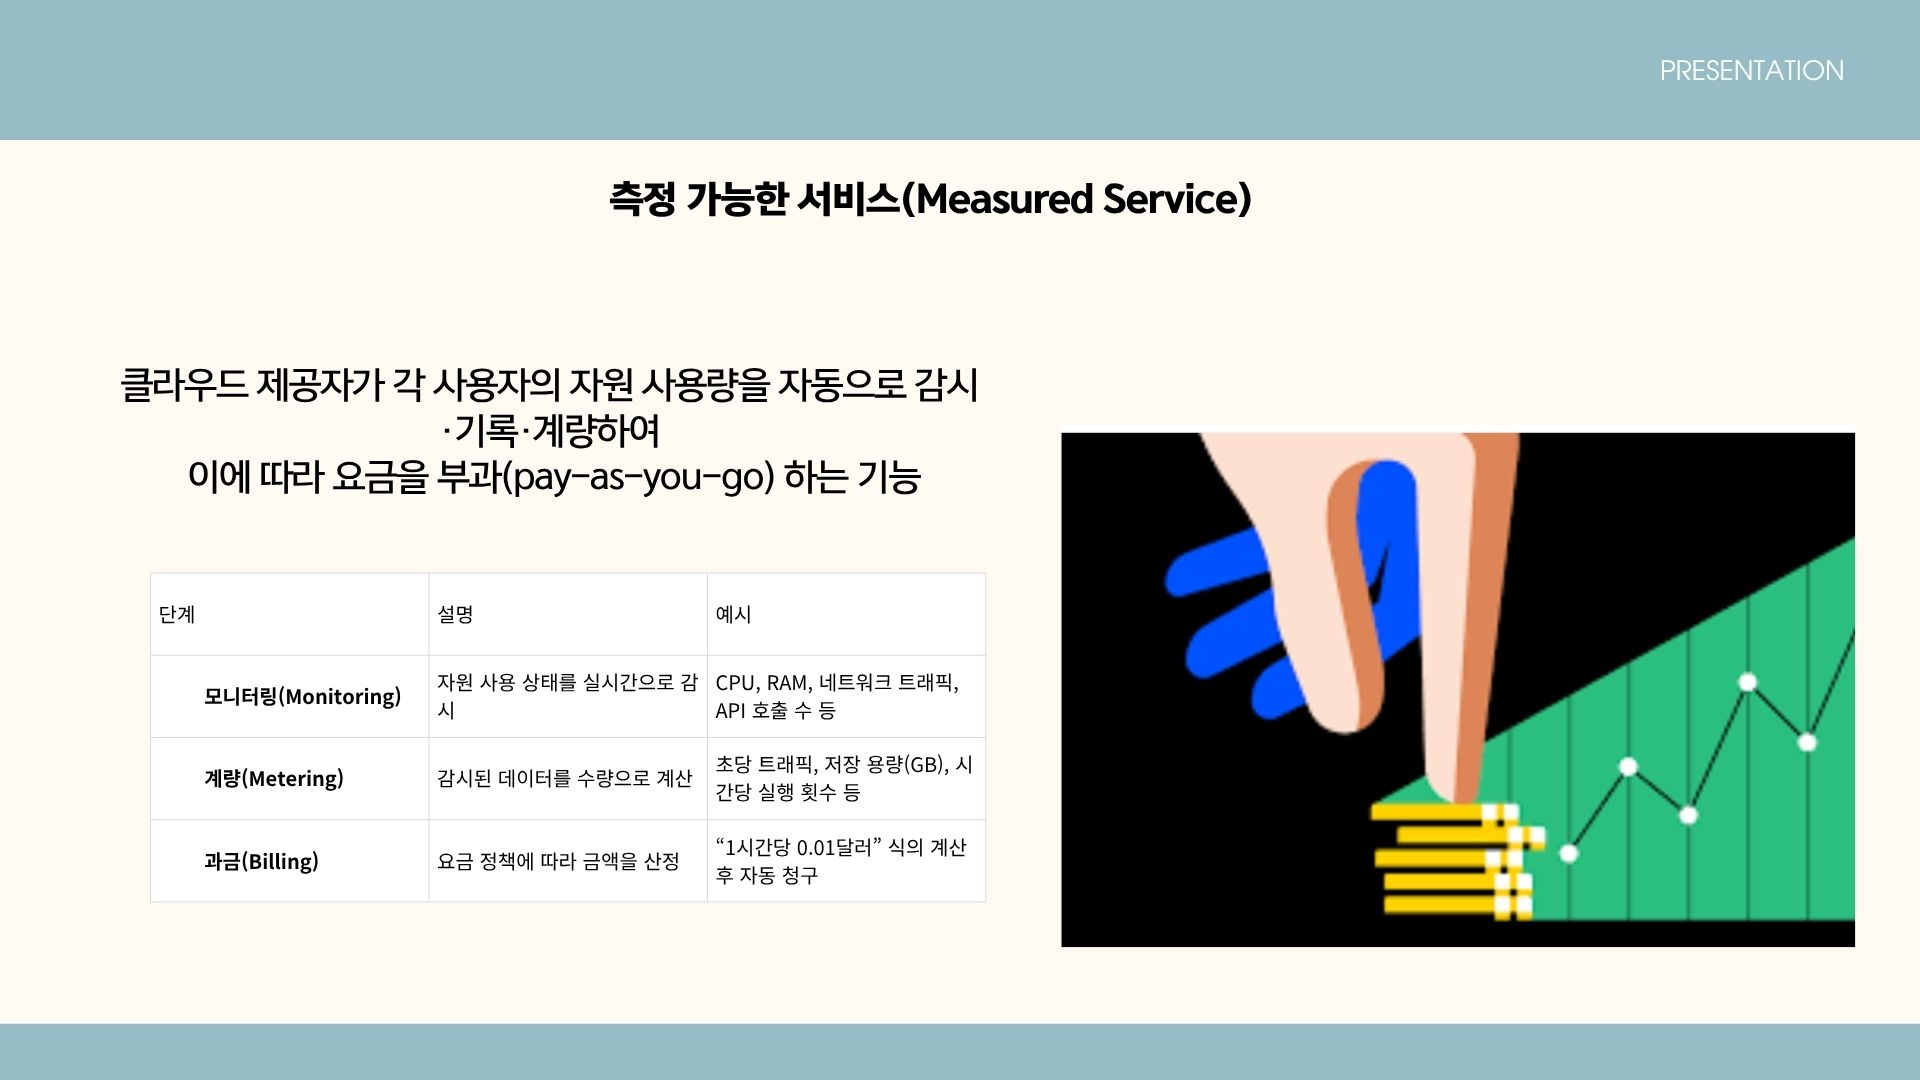 PRESENTATION
측정 가능한 서비스(Measured Service)
클라우드 제공자가 각 사용자의 자원 사용량을 자동으로 감시
·기록·계량하여
이에 따라 요금을 부과(pay-as-you-go) 하는 기능
단계
설명
예시
모니터링(Monitoring)
자원 사용 상태를 실시간으로 감
시
CPU, RAM, 네트워크 트래픽,
API 호출 수 등
계량(Metering)
감시된 데이터를 수량으로 계산
초당 트래픽, 저장 용량(GB), 시
간당 실행 횟수 등
과금(Billing)
요금 정책에 따라 금액을 산정
“1시간당 0.01달러” 식의 계산
후 자동 청구